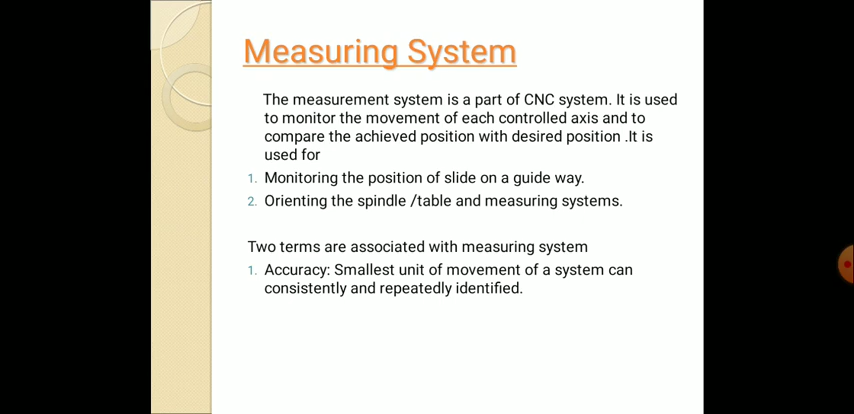 Measuring System
The measurement system is a part of CNC system. It is used
to monitor the movement of each controlled axis and to
compare the achieved position with desired position .It is
used for
1. Monitoring the position of slide on a guide way.
2. Orienting the spindle /table and measuring systems.
Two terms are associated with measuring system
1. Accuracy: Smallest unit of movement of a system can
consistently and repeatedly identified.